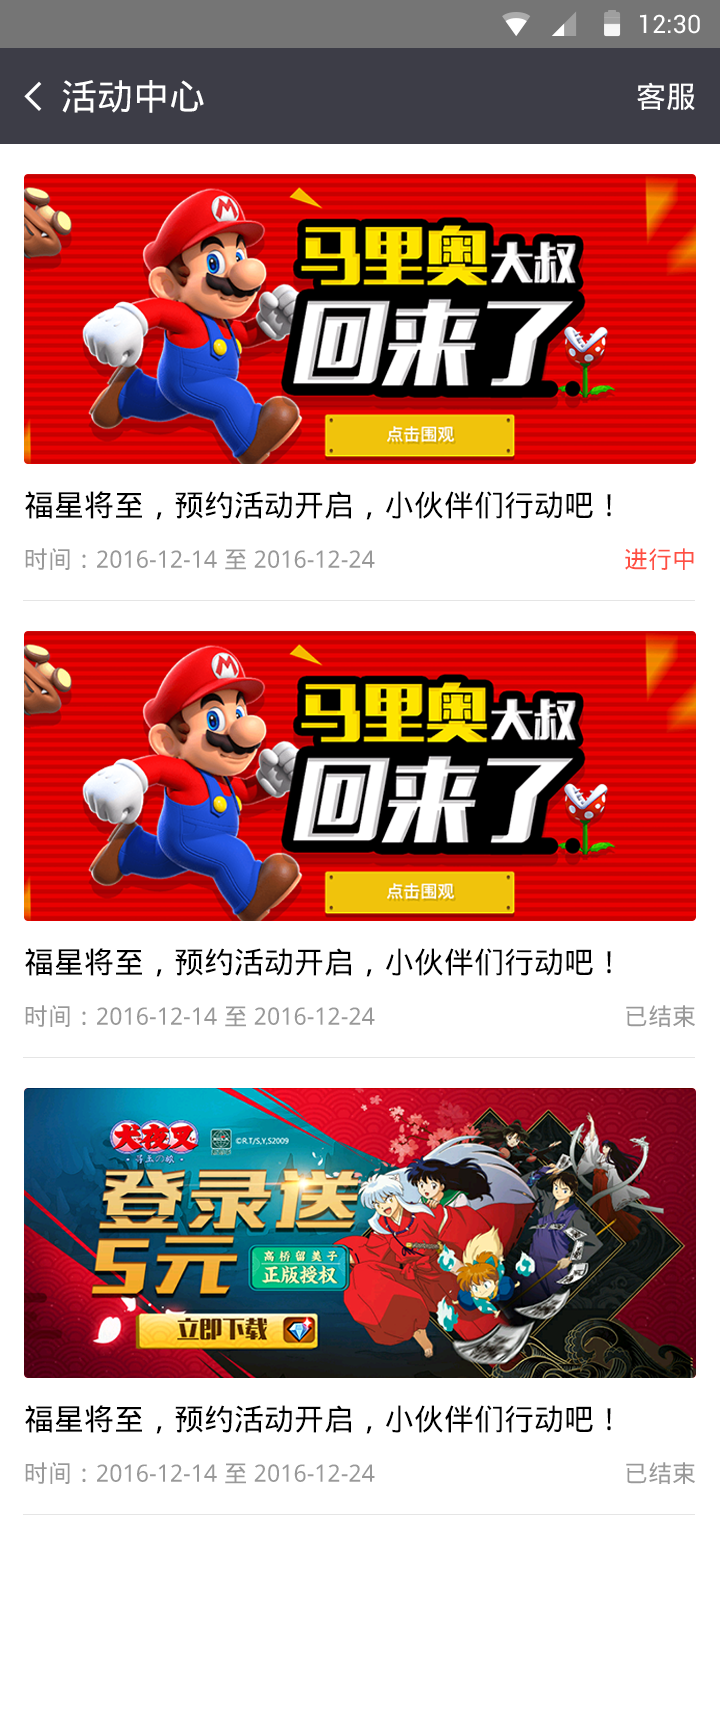 12:30
活动中心
客服
M
马里奥大叔
回来了..
点击围观
福星将至，预约活动开启，小伙伴们行动吧！
时间：2016-12-14 至 2016-12-24
进行中
M
马里奥大叔
回来了..
点击围观
福星将至，预约活动开启，小伙伴们行动吧！
时间：2016-12-14 至 2016-12-24
已结束
犬夜叉
©R.T/S,Y,S2009
登录送
5元
高桥留美子
正版授权
立即下载
福星将至，预约活动开启，小伙伴们行动吧！
时间：2016-12-14 至 2016-12-24
已结束